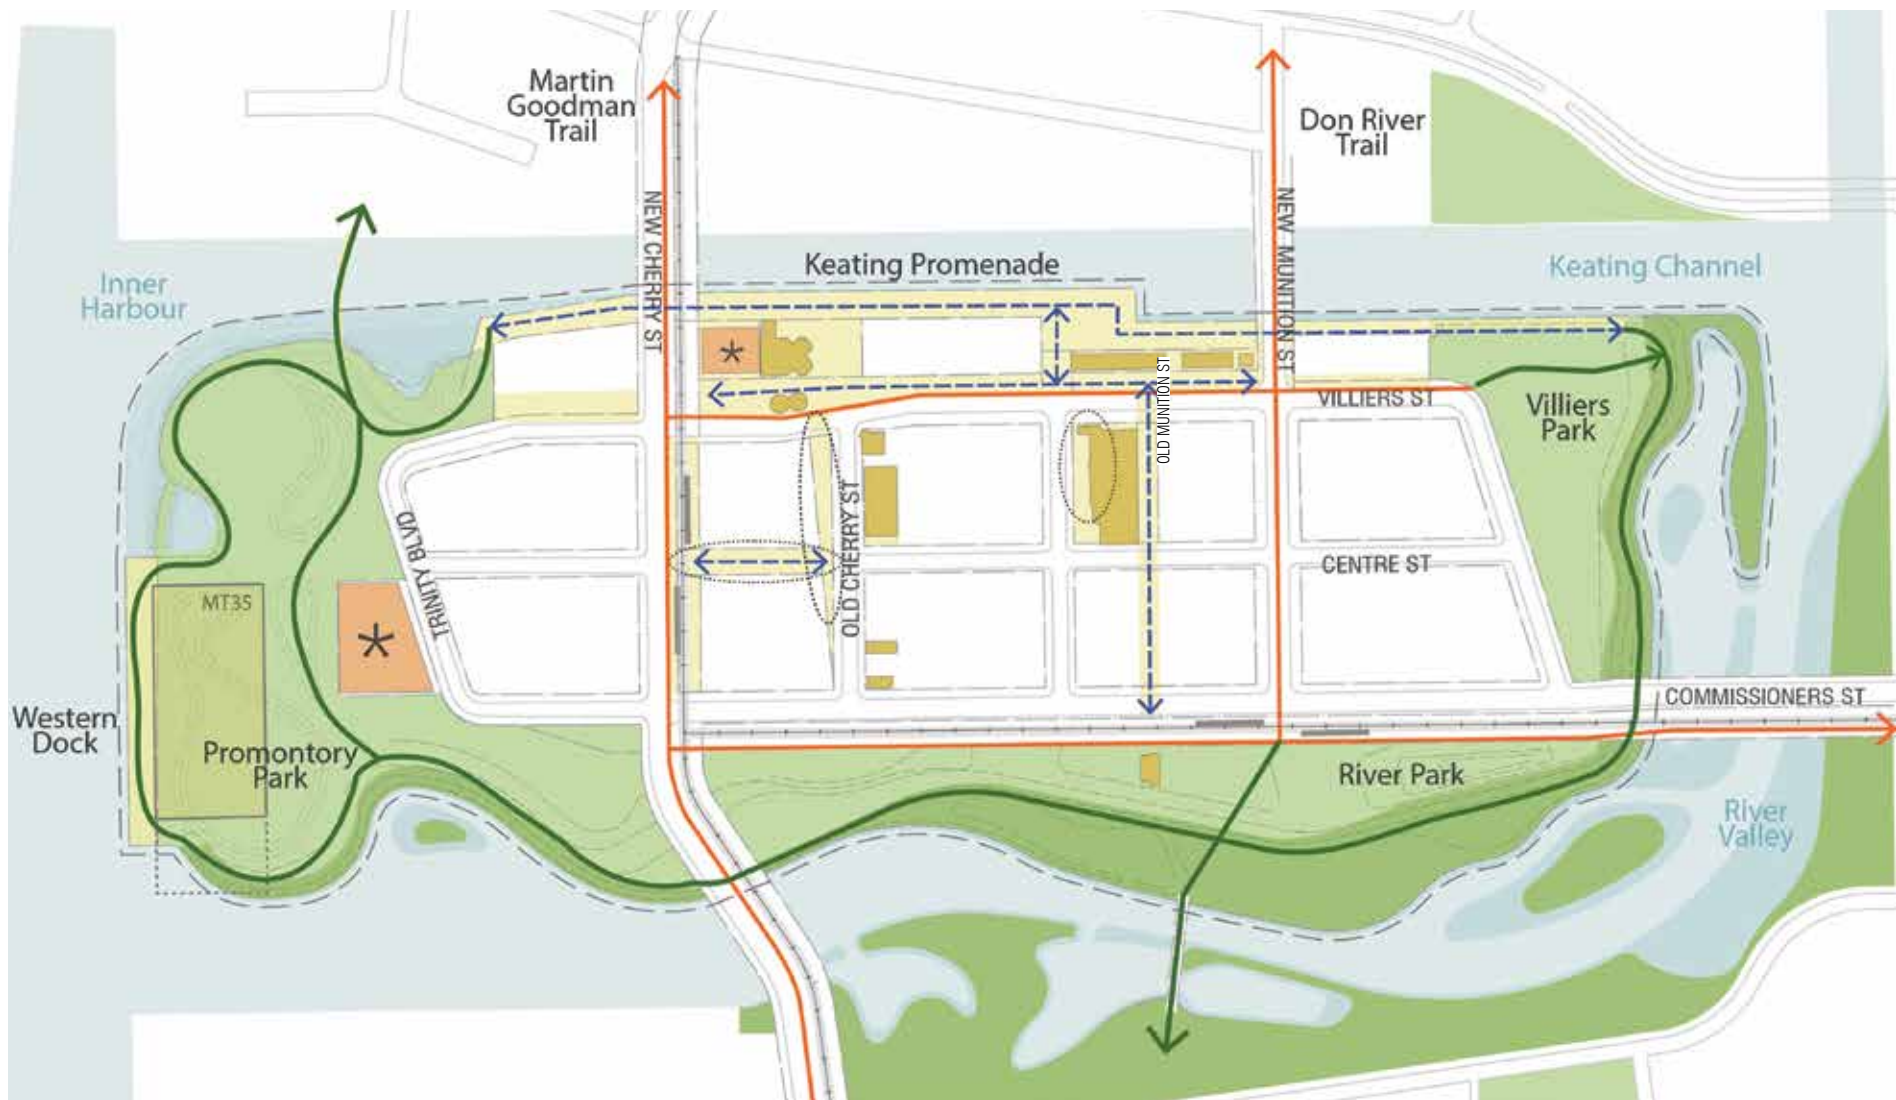 Martin
Goodman
Trail
Don River
Trail
NEW CHERRY ST
NEW MUNITION ST
Keating Promenade
Keating Channel
Inner
Harbour
OLD MUNITION ST
VILLIERS ST
Villiers
Park
TRINITY BLVD
OLD CHERRY ST
CENTRE ST
MT35
*
*
Western
Dock
Promontory
Park
COMMISSIONERS ST
River Park
River
Valley